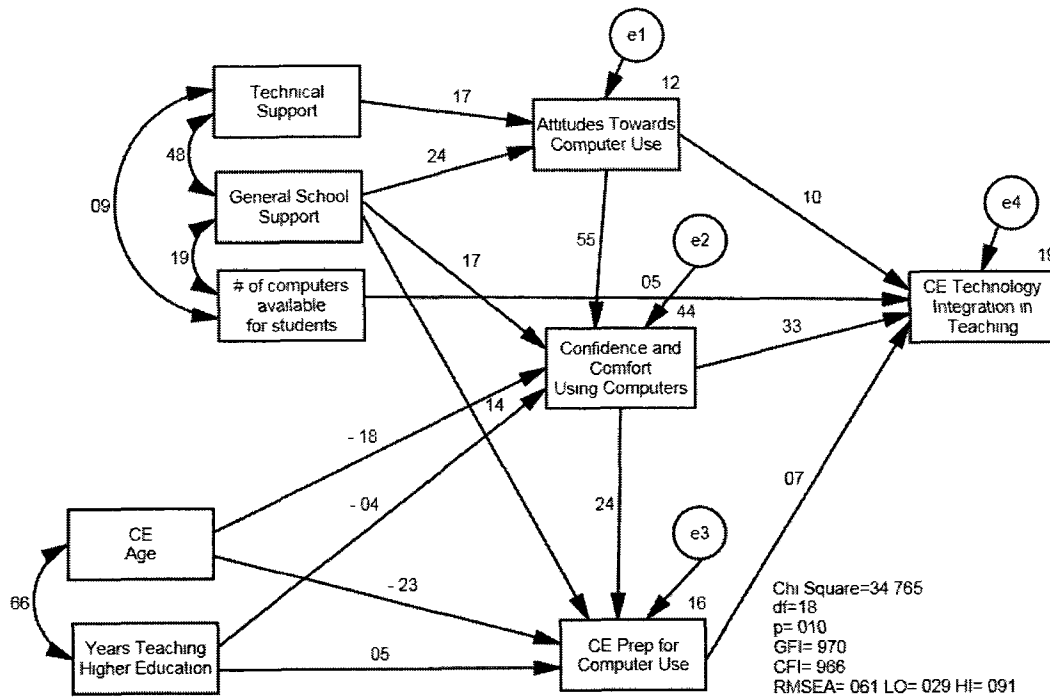 e1
12
Technical
Support
17
Attitudes Towards
Computer Use
48
24
10
09
General School
Support
e4
55
e2
19
17
19
# of computers
available
for students
05
CE Technology
Integration in
Teaching
44
33
Confidence and
Comfort
Using Computers
14
- 18
07
- 04
24
CE
Age
e3
- 23
66
16
Chi Square=34 765
df=18
p= 010
GFI= 970
CFI= 966
RMSEA= 061 LO= 029 HI= 091
Years Teaching
Higher Education
05
CE Prep for
Computer Use